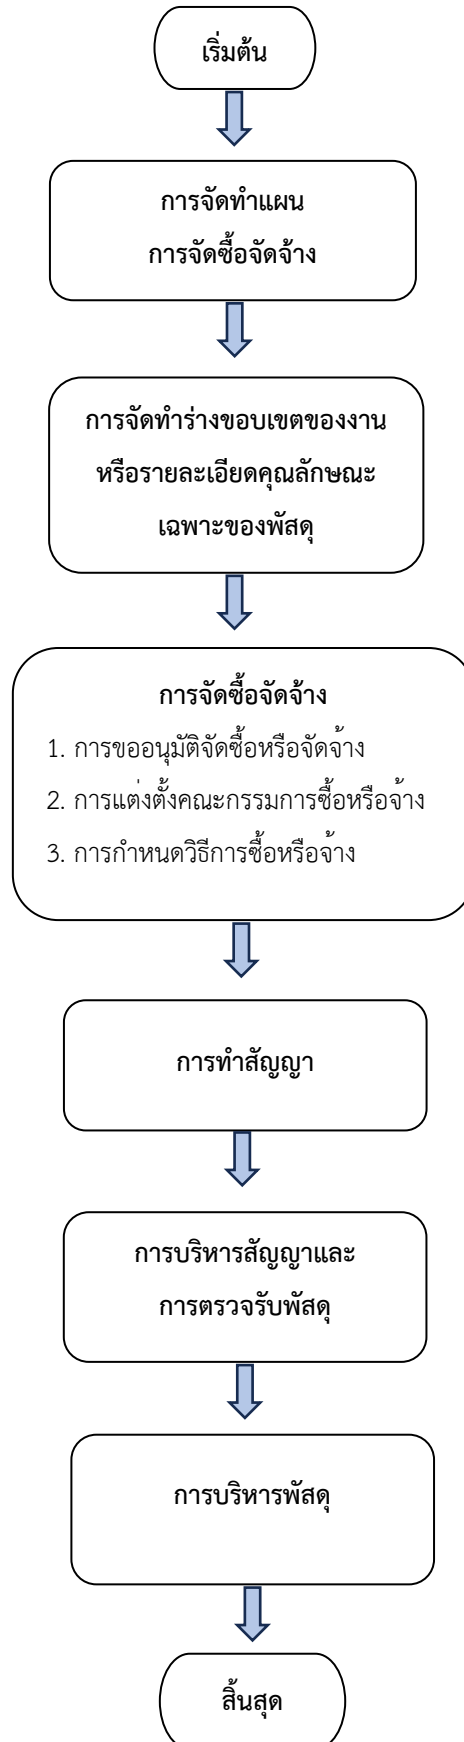 เริ่มต้น
การจัดทำแผน
การจัดซื้อจัดจ้าง
การจัดทำร่างขอบเขตของงาน
หรือรายละเอียดคุณลักษณะ
เฉพาะของพัสดุ
การจัดซื้อจัดจ้าง
1. การขออนุมัติจัดซื้อหรือจัดจ้าง
2. การแต่งตั้งคณะกรรมการซื้อหรือจ้าง
3. การกำหนดวิธีการซื้อหรือจ้าง
การทำสัญญา
การบริหารสัญญาและ
การตรวจรับพัสดุ
การบริหารพัสดุ
สิ้นสุด